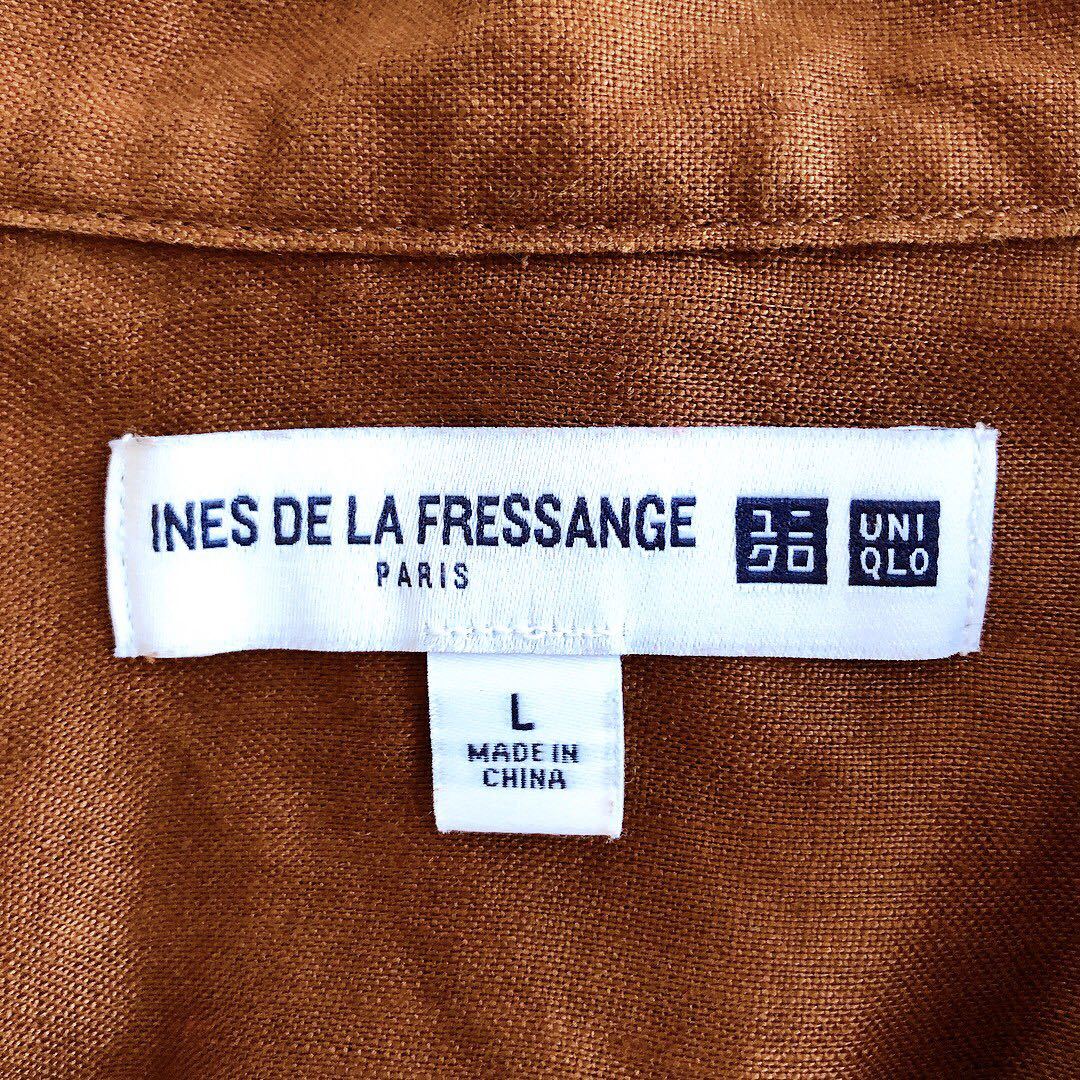 INES DE LA FRESSANGE
PARIS
ユニ
クロ
UNI
QLO
L
MADE IN
CHINA